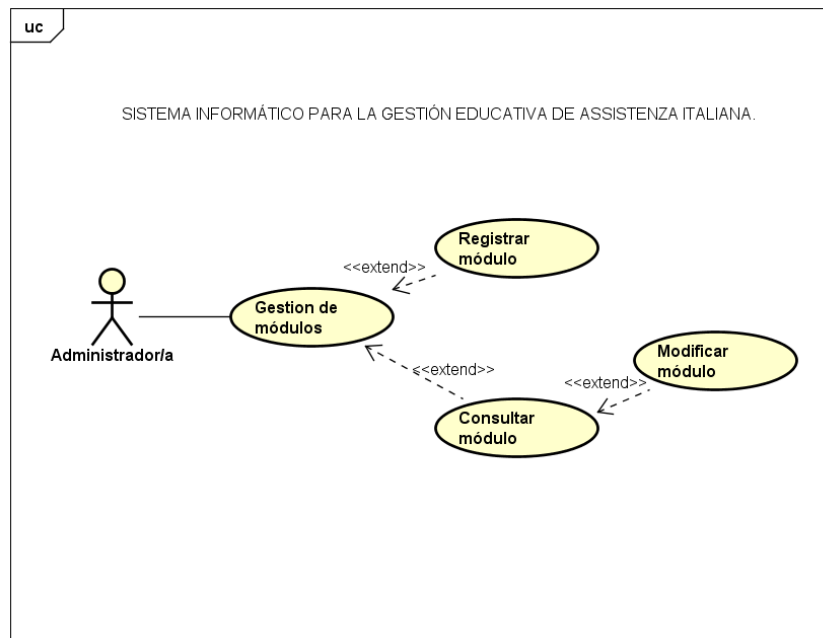 uc
SISTEMA INFORMÁTICO PARA LA GESTIÓN EDUCATIVA DE ASSISTENZA ITALIANA.
Registrar
módulo
<<extend>>
Gestion de
módulos
Administrador/a
<<extend>>
Modificar
módulo
<<extend>>
Consultar
módulo